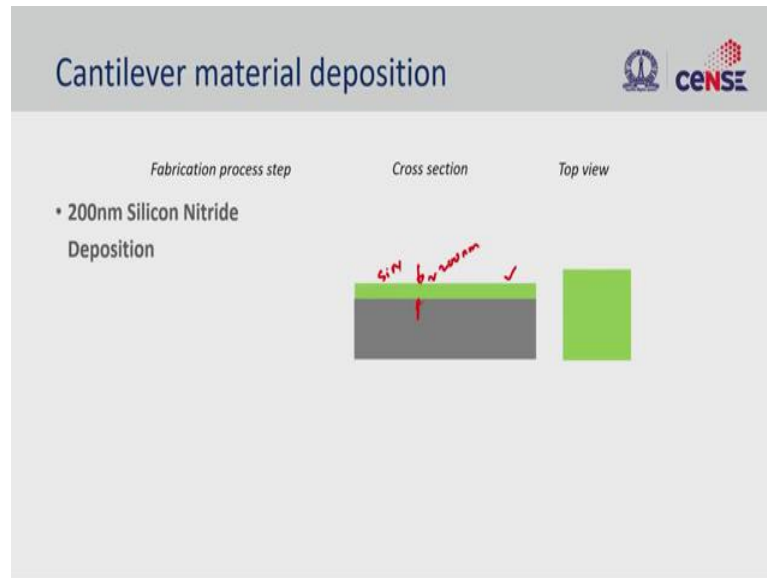 Cantilever material deposition
CeNSE
Fabrication process step
Cross section
Top view
• 200nm Silicon Nitride
Deposition
SiN ~200nm